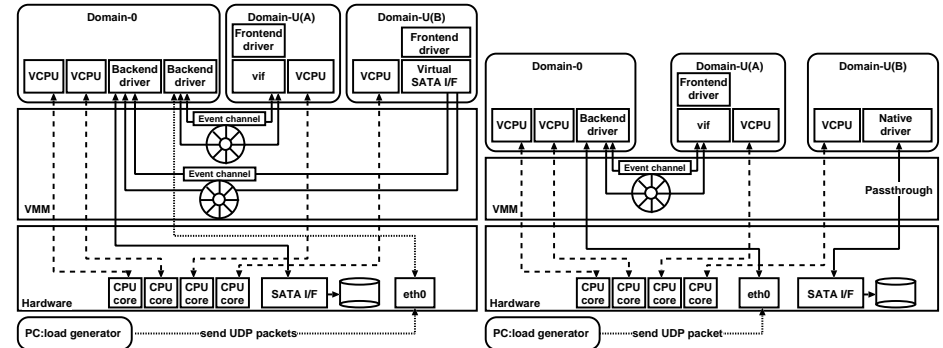 Domain-0
Domain-U(A)
Domain-U(B)
Frontend
driver
Frontend
driver
VCPU
VCPU
Backend
driver
Backend
driver
vif
VCPU
VCPU
Virtual
SATA I/F
Event channel
Event channel
VMM
CPU
core
CPU
core
CPU
core
CPU
core
SATA I/F
eth0
Hardware
PC:load generator
send UDP packets
Domain-0
Domain-U(A)
Domain-U(B)
Frontend
driver
VCPU
VCPU
Backend
driver
vif
VCPU
VCPU
Native
driver
Event channel
Passthrough
VMM
CPU
core
CPU
core
CPU
core
CPU
core
eth0
SATA I/F
Hardware
PC:load generator
send UDP packet